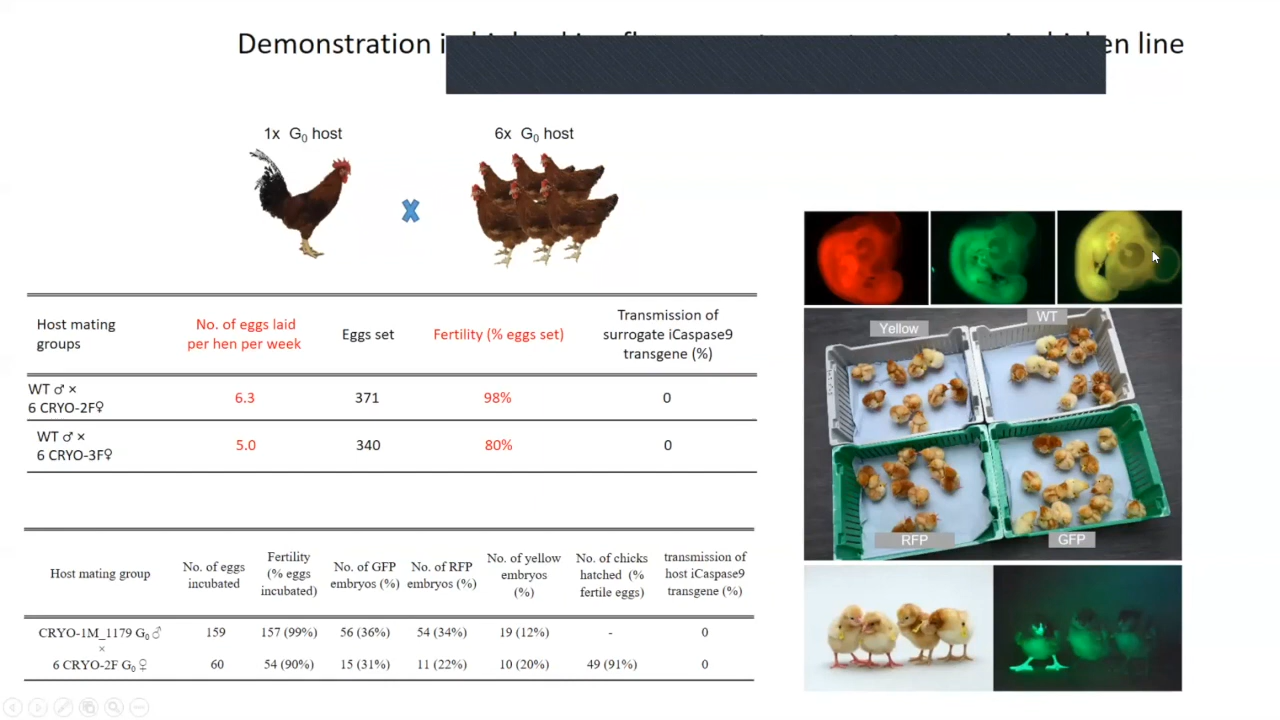 Demonstration line
1x G₀ host 6x G₀ host
Host mating groups No. of eggs laid per hen per week Eggs set Fertility (% eggs set) Transmission of surrogate iCaspase9 transgene (%)
WT ♂ × 6 CRYO-2F♀ 6.3 371 98% 0
WT ♂ × 6 CRYO-3F♀ 5.0 340 80% 0
Host mating group No. of eggs incubated Fertility (% eggs incubated) No. of GFP embryos (%) No. of RFP embryos (%) No. of yellow embryos (%) No. of chicks hatched (% fertile eggs) transmission of host iCaspase9 transgene (%)
CRYO-1M_1179 G₀ ♂ 159 157 (99%) 56 (36%) 54 (34%) 19 (12%) - 0
×
6 CRYO-2F G₀ ♀ 60 54 (90%) 15 (31%) 11 (22%) 10 (20%) 49 (91%) 0
Yellow WT
RFP GFP